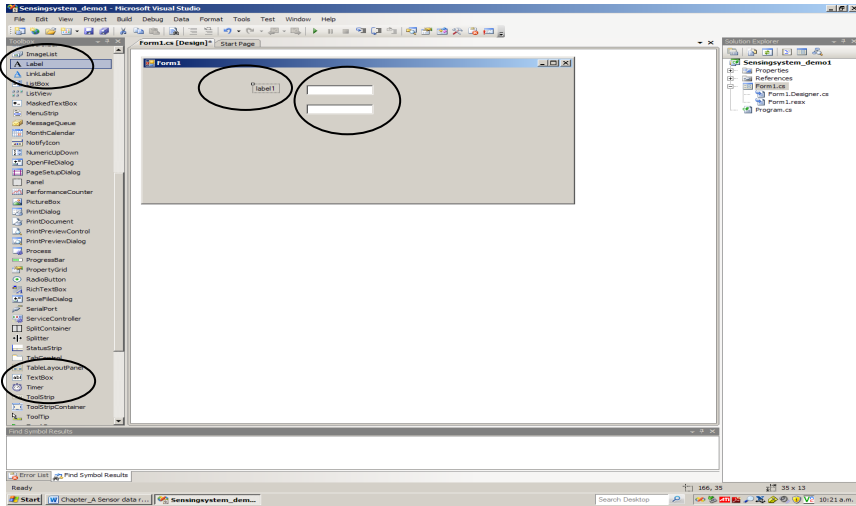 Sensingsystem_demo1 - Microsoft Visual Studio
File Edit View Project Build Debug Data Format Tools Test Window Help
Toolbox
Form1.cs [Design]* Start Page
Solution Explorer
ImageList
Label
LinkLabel
ListBox
ListView
MaskedTextBox
MenuStrip
MessageQueue
MonthCalendar
NotifyIcon
NumericUpDown
OpenFileDialog
PageSetupDialog
Panel
PerformanceCounter
PictureBox
PrintDialog
PrintDocument
PrintPreviewControl
PrintPreviewDialog
Process
ProgressBar
PropertyGrid
RadioButton
RichTextBox
SaveFileDialog
SerialPort
ServiceController
SplitContainer
Splitter
StatusStrip
TabControl
TableLayoutPanel
TextBox
Timer
ToolStrip
ToolStripContainer
ToolTip
Form1
label1
Sensingsystem_demo1
Properties
References
Form1.cs
Form1.Designer.cs
Form1.resx
Program.cs
Find Symbol Results
Error List Find Symbol Results
Ready 166, 35 35 x 13
Start Chapter_A Sensor data r... Sensingsystem_dem... Search Desktop 10:21 a.m.